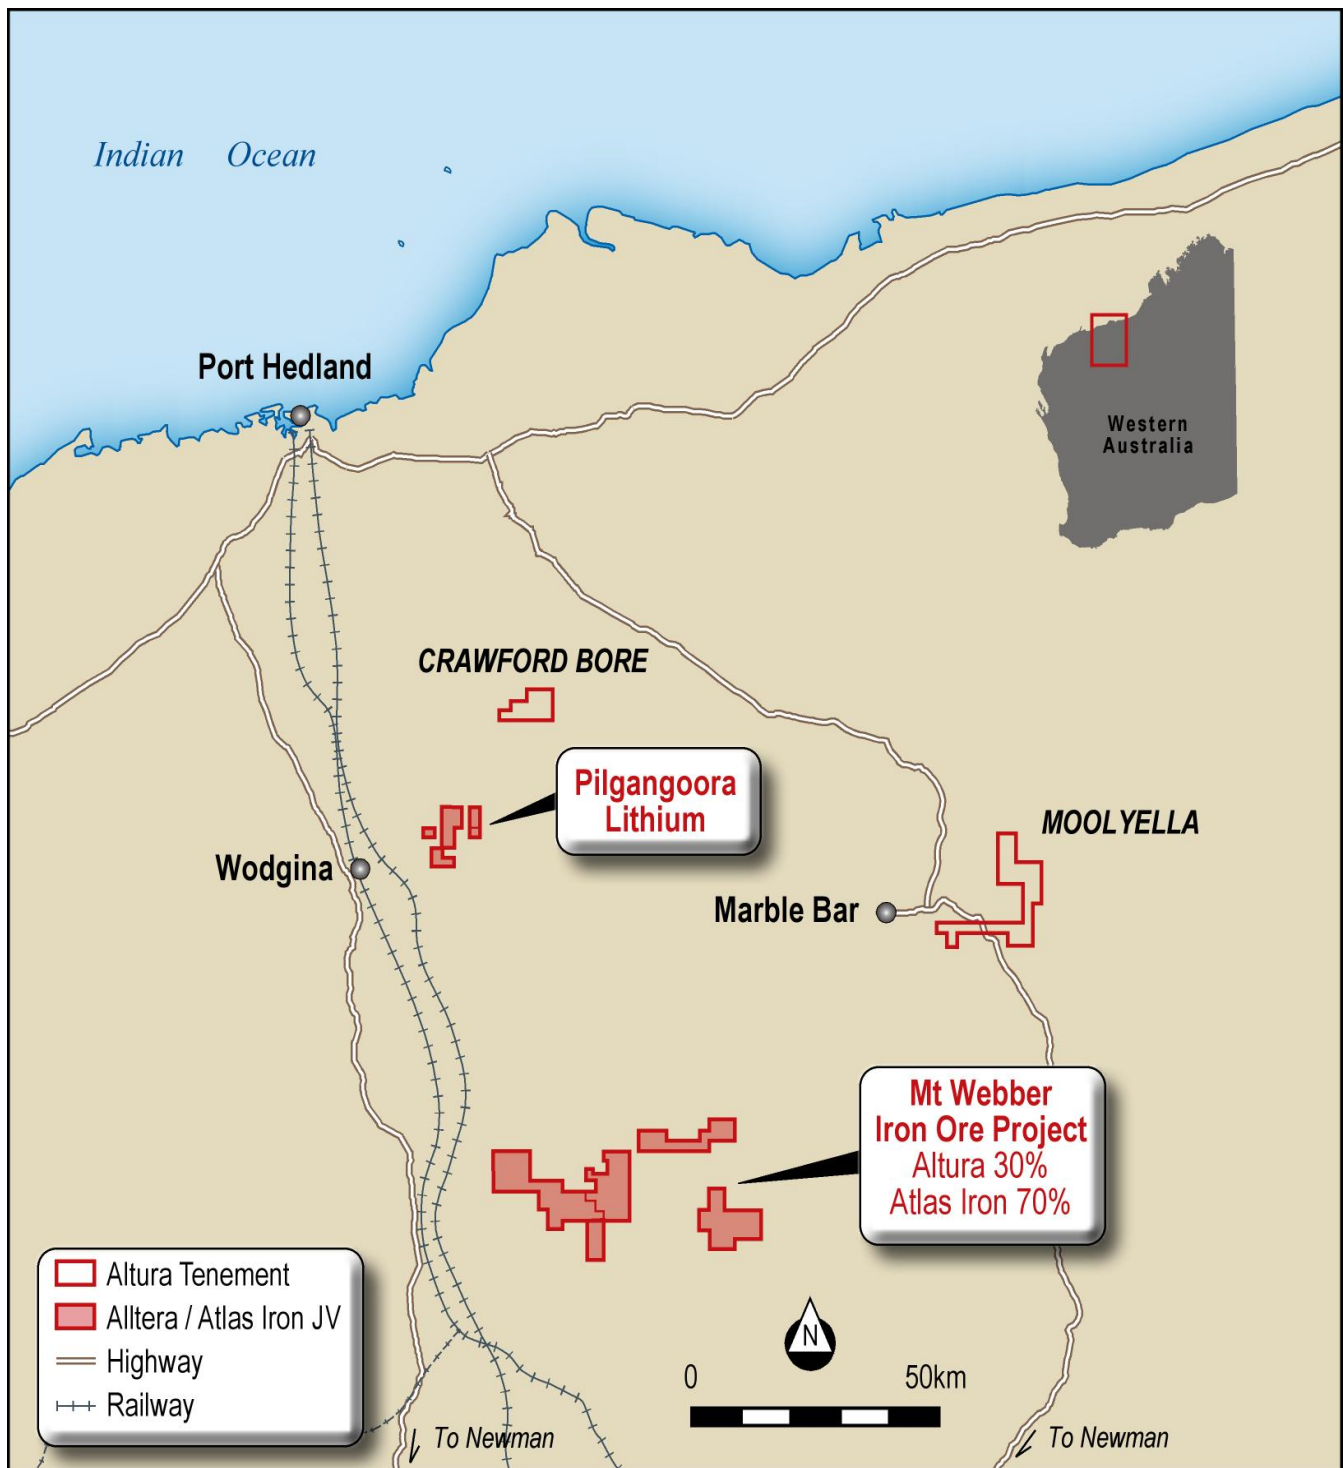 Indian Ocean
Port Hedland
Western
Australia
CRAWFORD BORE
Pilgangoora
Lithium
MOOLYELLA
Wodgina
Marble Bar
Mt Webber
Iron Ore Project
Altura 30%
Atlas Iron 70%
Altura Tenement
Alltera / Atlas Iron JV
Highway
Railway
N
0 50km
To Newman
To Newman